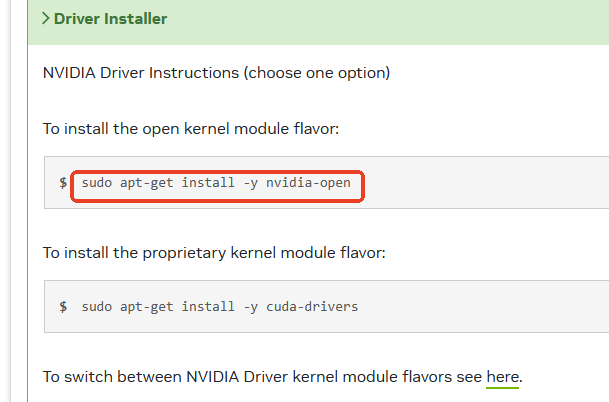 Driver Installer
NVIDIA Driver Instructions (choose one option)
To install the open kernel module flavor:
$ sudo apt-get install -y nvidia-open
To install the proprietary kernel module flavor:
$ sudo apt-get install -y cuda-drivers
To switch between NVIDIA Driver kernel module flavors see here.